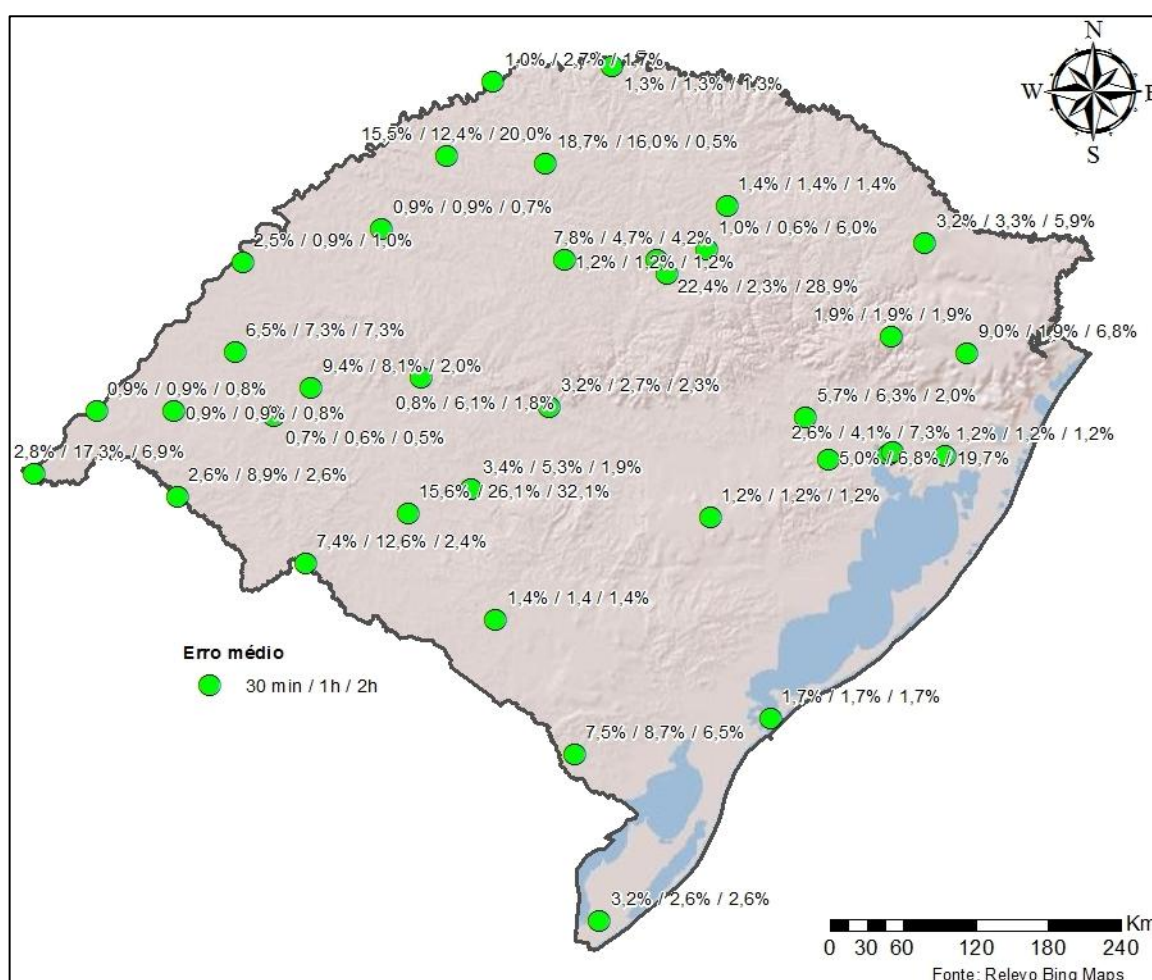 N
1,0% / 2,7% / 1,7%
1,3% / 1,3% / 1,3%
W
E
S
15,5% / 12,4% / 20,0%
18,7% / 16,0% / 0,5%
1,4% / 1,4% / 1,4%
0,9% / 0,9% / 0,7%
1,0% / 0,6% / 6,0%
3,2% / 3,3% / 5,9%
2,5% / 0,9% / 1,0%
7,8% / 4,7% / 4,2%
1,2% / 1,2% / 1,2%
22,4% / 2,3% / 28,9%
1,9% / 1,9% / 1,9%
6,5% / 7,3% / 7,3%
9,0% / 1,9% / 6,8%
9,4% / 8,1% / 2,0%
0,9% / 0,9% / 0,8%
3,2% / 2,7% / 2,3%
5,7% / 6,3% / 2,0%
0,8% / 6,1% / 1,8%
0,9% / 0,9% / 0,8%
0,7% / 0,6% / 0,5%
2,6% / 4,1% / 7,3%
1,2% / 1,2% / 1,2%
2,8% / 17,3% / 6,9%
5,0% / 6,8% / 19,7%
3,4% / 5,3% / 1,9%
2,6% / 8,9% / 2,6%
15,6% / 26,1% / 32,1%
1,2% / 1,2% / 1,2%
7,4% / 12,6% / 2,4%
1,4% / 1,4 / 1,4%
Erro médio
30 min / 1h / 2h
1,7% / 1,7% / 1,7%
7,5% / 8,7% / 6,5%
3,2% / 2,6% / 2,6%
Km
0 30 60 120 180 240
Fonte: Relevo Bing Maps